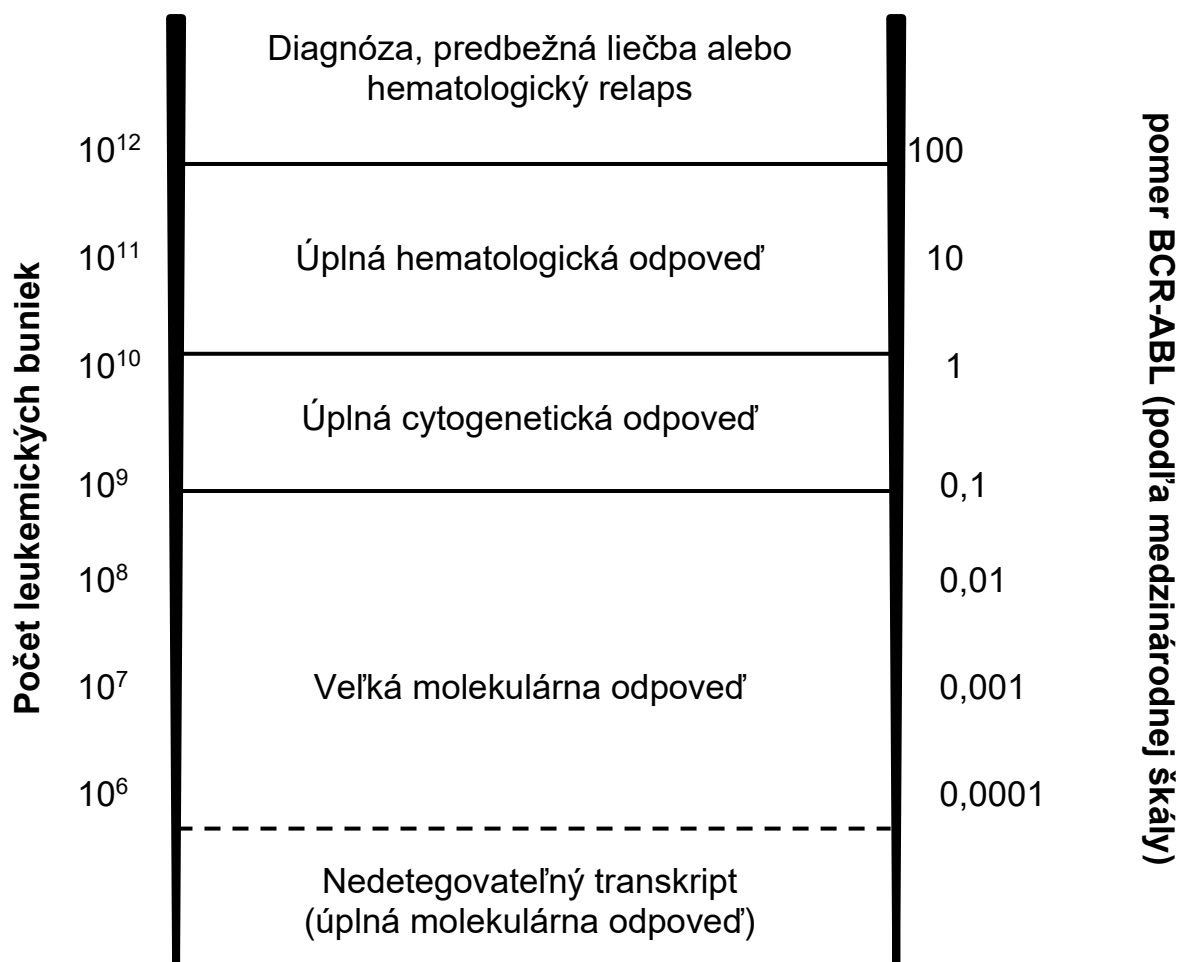 Diagnóza, predbežná liečba alebo
hematologický relaps
10¹²
100
10¹¹
Úplná hematologická odpoveď
10
10¹⁰
1
Úplná cytogenetická odpoveď
10⁹
0,1
10⁸
0,01
10⁷
Veľká molekulárna odpoveď
0,001
10⁶
0,0001
Nedetegovateľný transkript
(úplná molekulárna odpoveď)
Počet leukemických buniek
pomer BCR-ABL (podľa medzinárodnej škály)